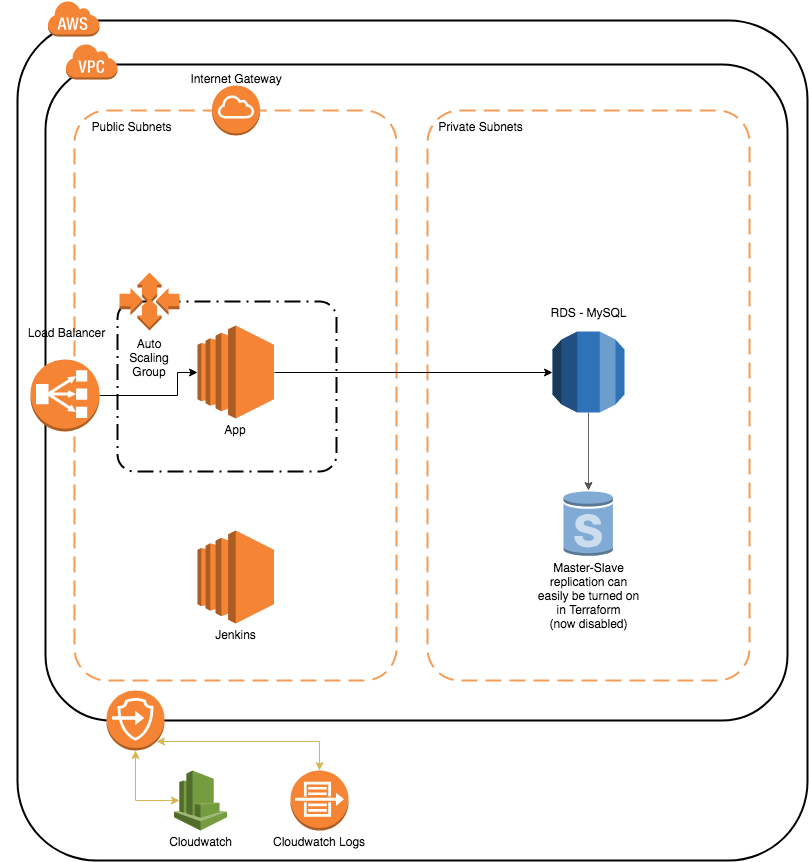 AWS
VPC
Internet Gateway
Public Subnets
Private Subnets
Load Balancer
Auto
Scaling
Group
App
RDS - MySQL
S
Master-Slave
replication can
easily be turned on
in Terraform
(now disabled)
Jenkins
Cloudwatch
Cloudwatch Logs